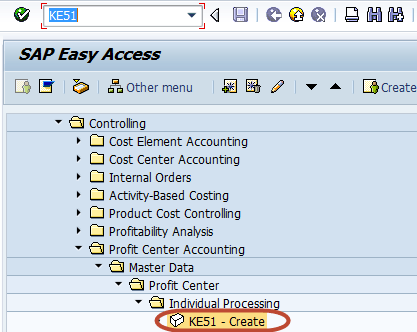 KE51
SAP Easy Access
Other menu Create
Controlling
Cost Element Accounting
Cost Center Accounting
Internal Orders
Activity-Based Costing
Product Cost Controlling
Profitability Analysis
Profit Center Accounting
Master Data
Profit Center
Individual Processing
KE51 - Create